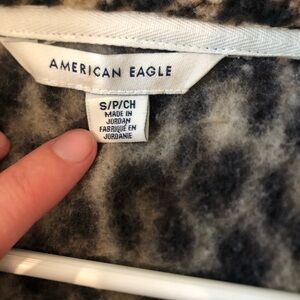 AMERICAN EAGLE
S/P/CH
MADE IN
JORDAN
FABRIQUÉ EN
JORDANIE